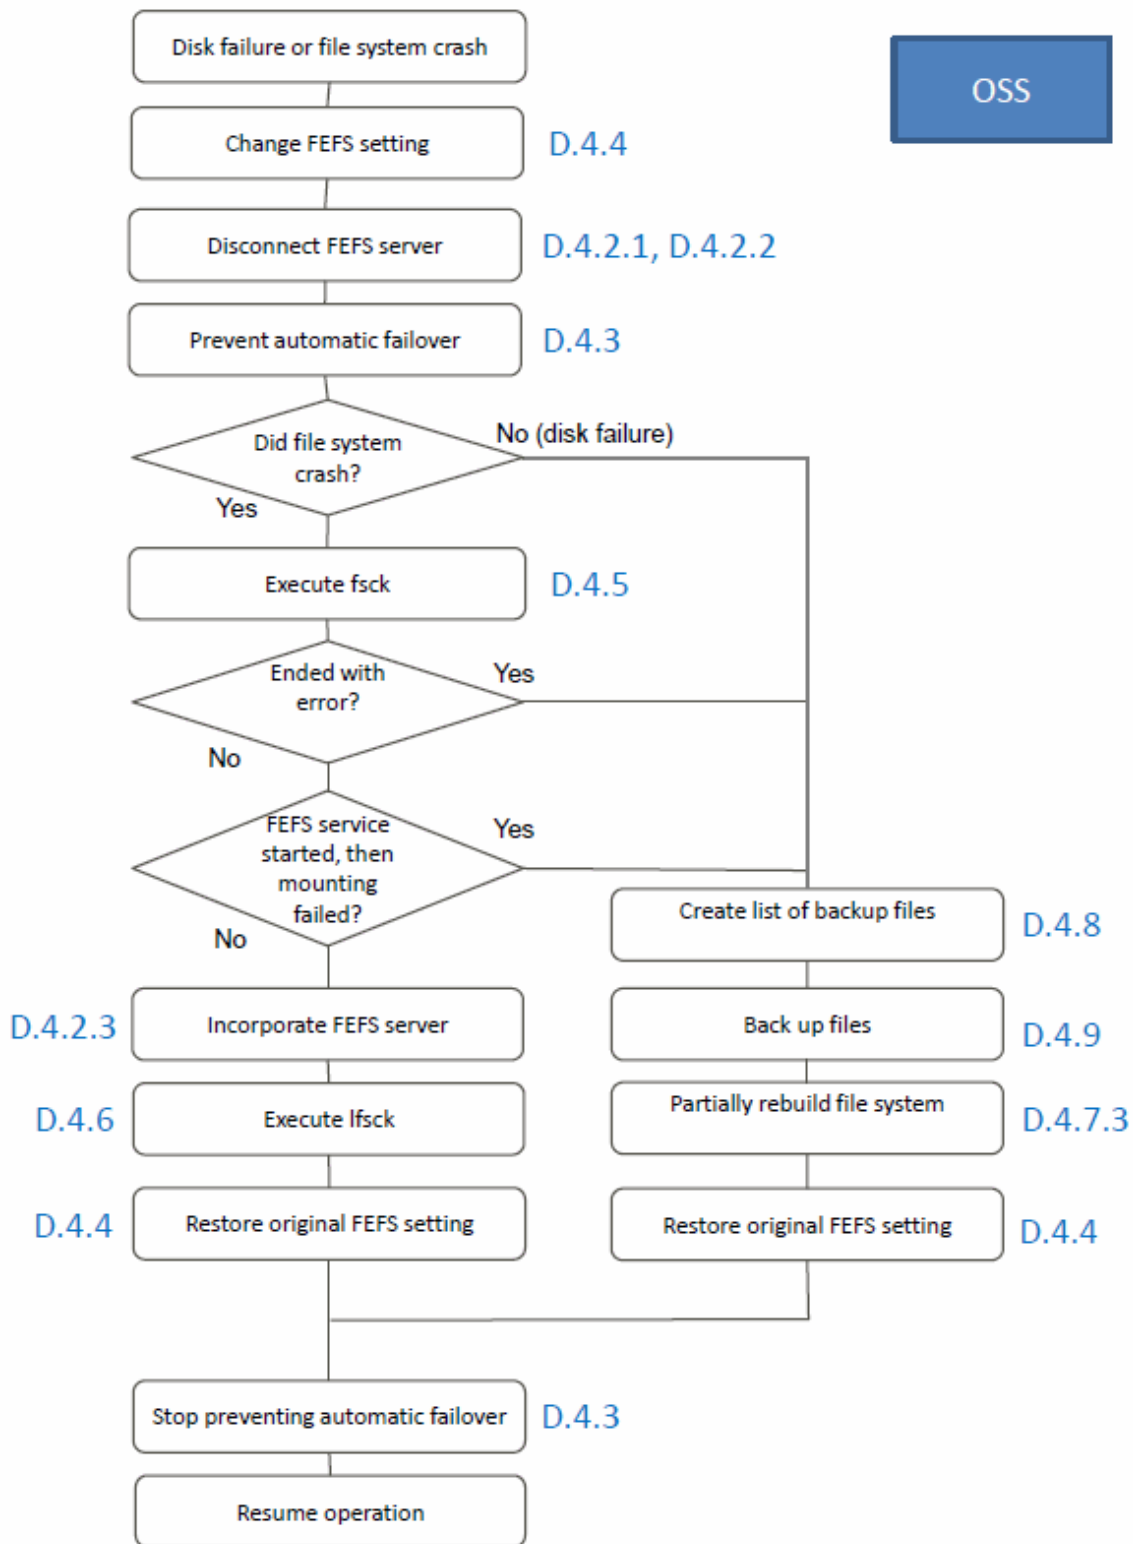 Disk failure or file system crash
OSS
Change FEFS setting
D.4.4
Disconnect FEFS server
D.4.2.1, D.4.2.2
Prevent automatic failover
D.4.3
Did file system
crash?
No (disk failure)
Yes
Execute fsck
D.4.5
Ended with
error?
Yes
No
FEFS service
started, then
mounting
failed?
Yes
No
Create list of backup files
D.4.8
D.4.2.3
Incorporate FEFS server
Back up files
D.4.9
D.4.6
Execute lfsck
Partially rebuild file system
D.4.7.3
D.4.4
Restore original FEFS setting
Restore original FEFS setting
D.4.4
Stop preventing automatic failover
D.4.3
Resume operation